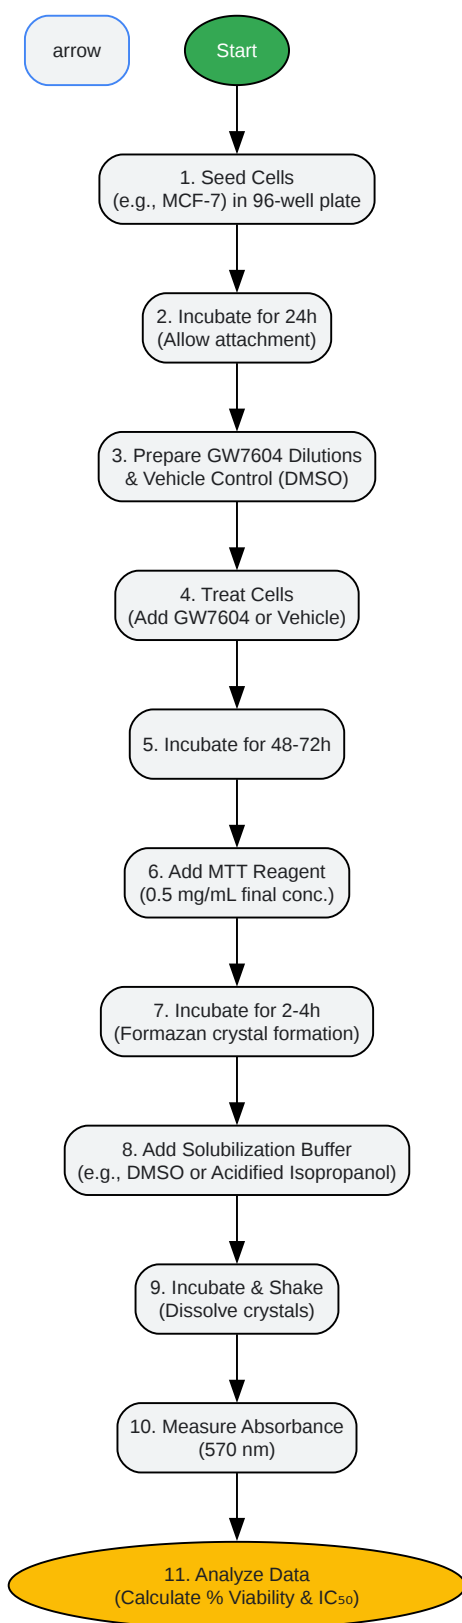 arrow
Start
1. Seed Cells
(e.g., MCF-7) in 96-well plate
2. Incubate for 24h
(Allow attachment)
3. Prepare GW7604 Dilutions
& Vehicle Control (DMSO)
4. Treat Cells
(Add GW7604 or Vehicle)
5. Incubate for 48-72h
6. Add MTT Reagent
(0.5 mg/mL final conc.)
7. Incubate for 2-4h
(Formazan crystal formation)
8. Add Solubilization Buffer
(e.g., DMSO or Acidified Isopropanol)
9. Incubate & Shake
(Dissolve crystals)
10. Measure Absorbance
(570 nm)
11. Analyze Data
(Calculate % Viability & IC₅₀)